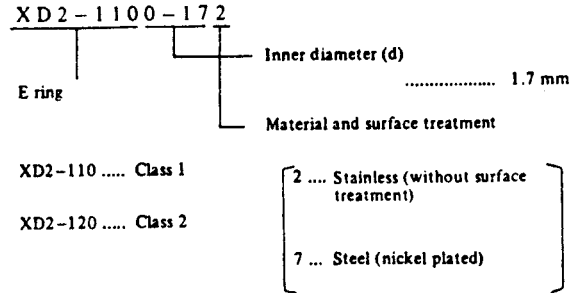 XD2-1100-172
Inner diameter (d)
.................. 1.7 mm
E ring
Material and surface treatment
XD2-110 ..... Class 1
2 .... Stainless (without surface
treatment)
XD2-120 ..... Class 2
7 ... Steel (nickel plated)